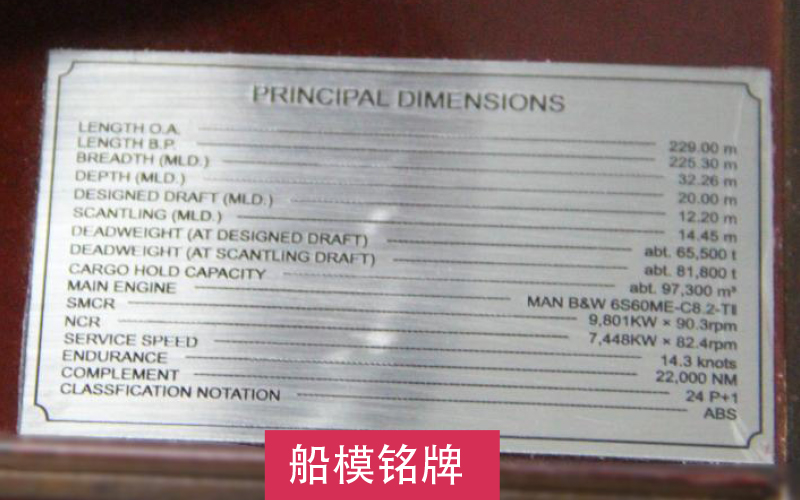 PRINCIPAL DIMENSIONS
LENGTH O.A. 229.00 m
LENGTH B.P. 225.30 m
BREADTH (MLD.) 32.26 m
DEPTH (MLD.) 20.00 m
DESIGNED DRAFT (MLD.) 12.20 m
SCANTLING (MLD.) 14.45 m
DEADWEIGHT (AT DESIGNED DRAFT) abt. 65,500 t
DEADWEIGHT (AT SCANTLING DRAFT) abt. 81,800 t
CARGO HOLD CAPACITY abt. 97,300 m³
MAIN ENGINE MAN B&W 6S60ME-C8.2-TII
SMCR 9,801KW × 90.3rpm
NCR 7,448KW × 82.4rpm
SERVICE SPEED 14.3 knots
ENDURANCE 22,000 NM
COMPLEMENT 24 P+1
CLASSFICATION NOTATION ABS
船模铭牌